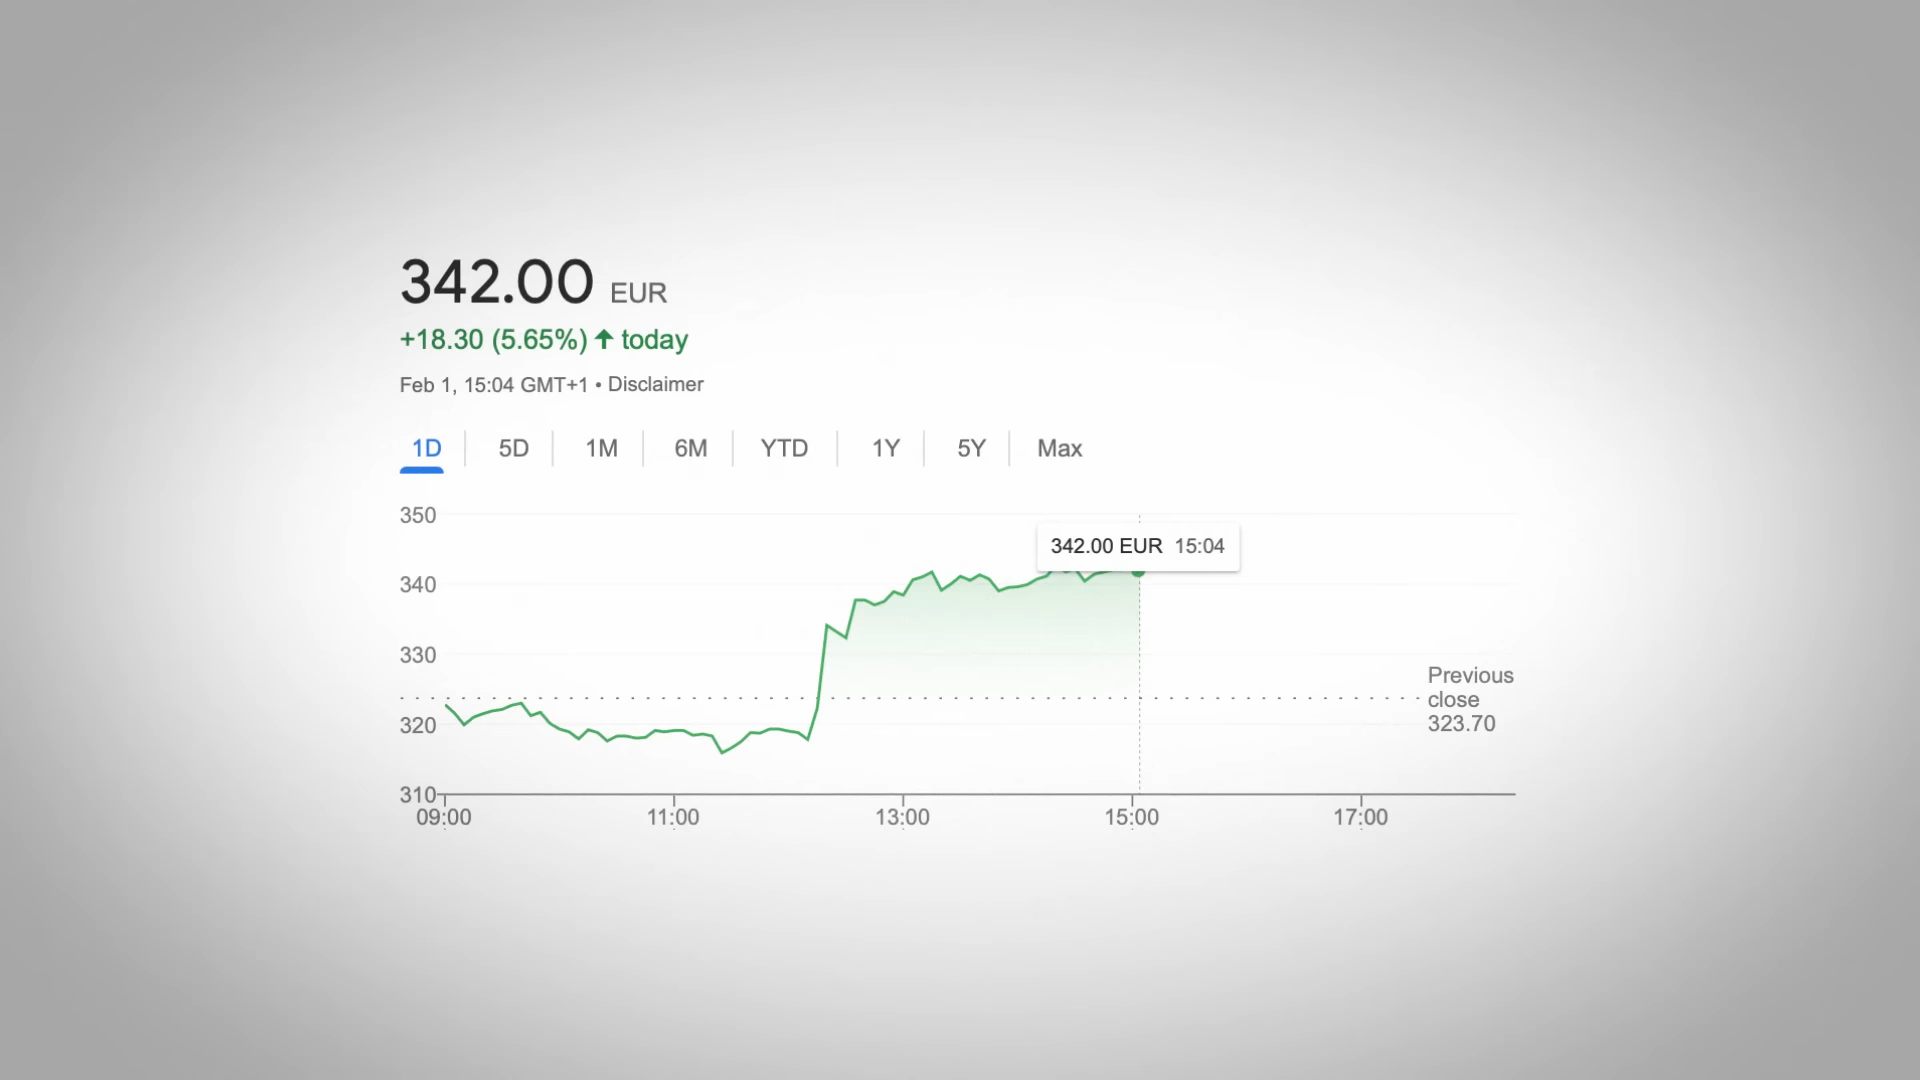 342.00 EUR
+18.30 (5.65%) ↑ today
Feb 1, 15:04 GMT+1 • Disclaimer
1D 5D 1M 6M YTD 1Y 5Y Max
350
342.00 EUR 15:04
340
330
Previous
close
323.70
320
310
09:00 11:00 13:00 15:00 17:00